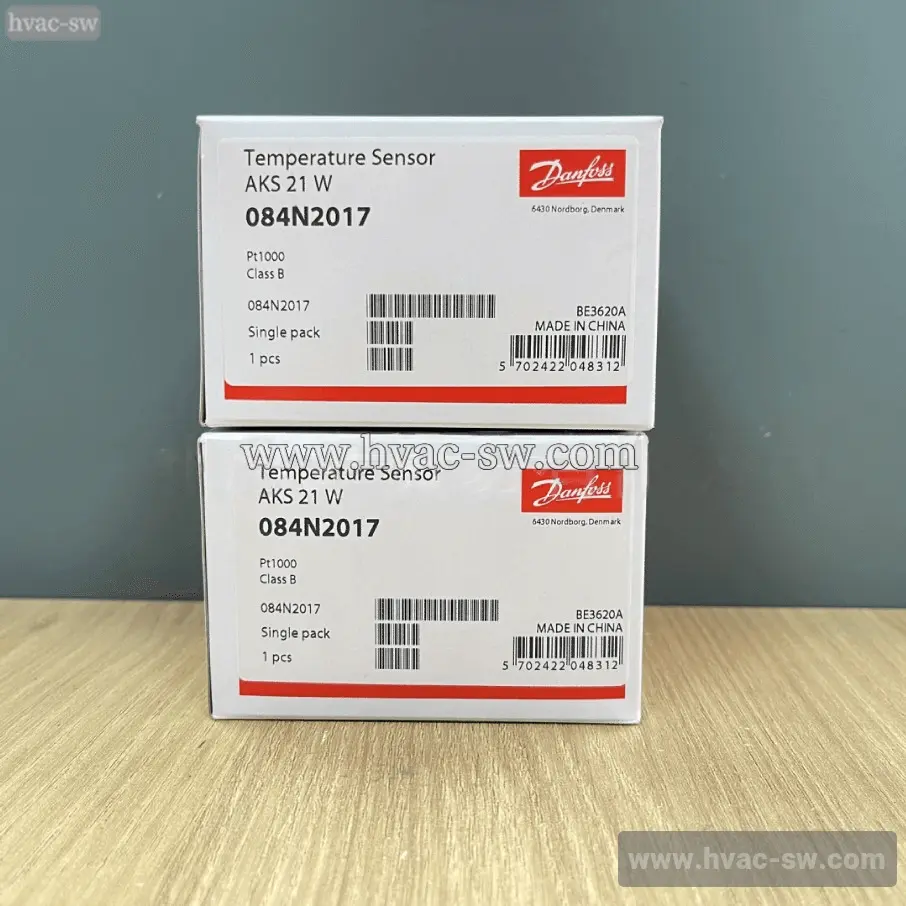 hvac-sw
Temperature Sensor
AKS 21 W
084N2017
Danfoss
6430 Nordborg, Denmark
Pt1000
Class B
084N2017
Single pack
1 pcs
BE3620A
MADE IN CHINA
5 702422 048312
www.hvac-sw.com
Temperature Sensor
AKS 21 W
084N2017
Danfoss
6430 Nordborg, Denmark
Pt1000
Class B
084N2017
Single pack
1 pcs
BE3620A
MADE IN CHINA
5 702422 048312
www.hvac-sw.com